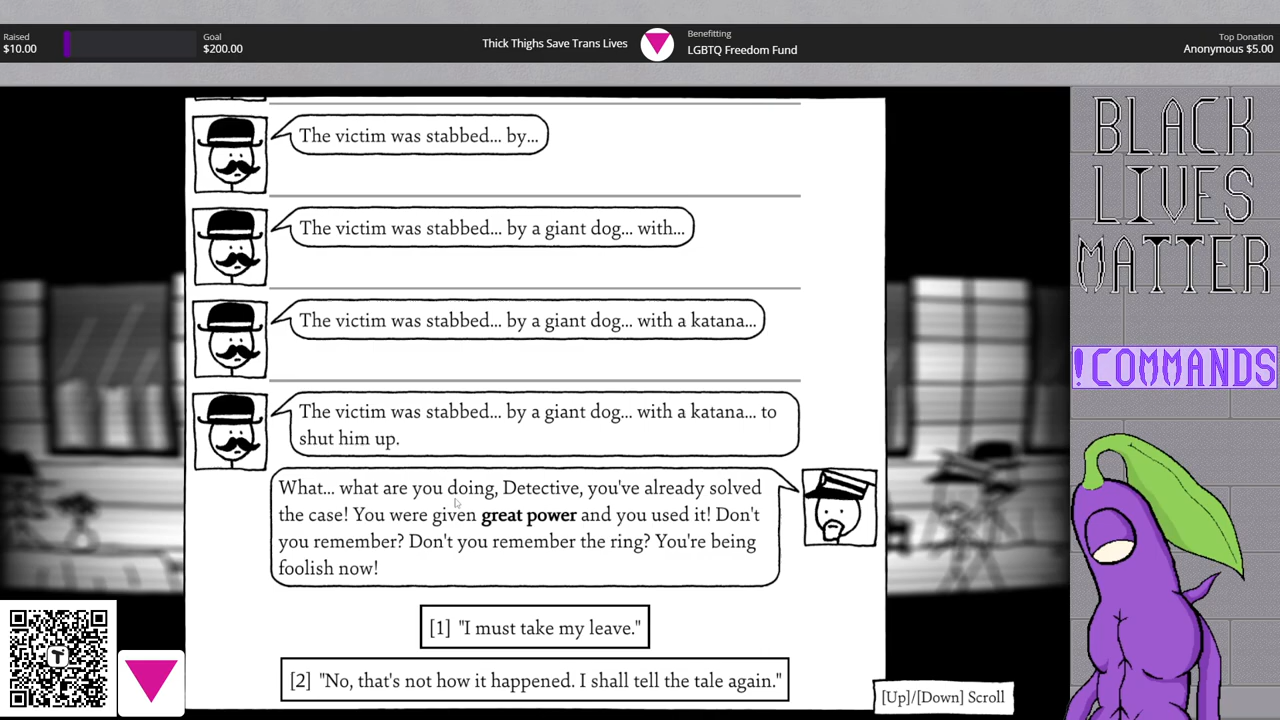 Raised
$10.00
Goal
$200.00
Thick Thighs Save Trans Lives
Benefitting
LGBTQ Freedom Fund
Top Donation
Anonymous $5.00
The victim was stabbed... by...
The victim was stabbed... by a giant dog... with...
The victim was stabbed... by a giant dog... with a katana...
The victim was stabbed... by a giant dog... with a katana... to
shut him up.
What... what are you doing, Detective, you've already solved
the case! You were given great power and you used it! Don't
you remember? Don't you remember the ring? You're being
foolish now!
[1] "I must take my leave."
[2] "No, that's not how it happened. I shall tell the tale again."
[Up]/[Down] Scroll
BLACK
LIVES
MATTER
!COMMANDS
T